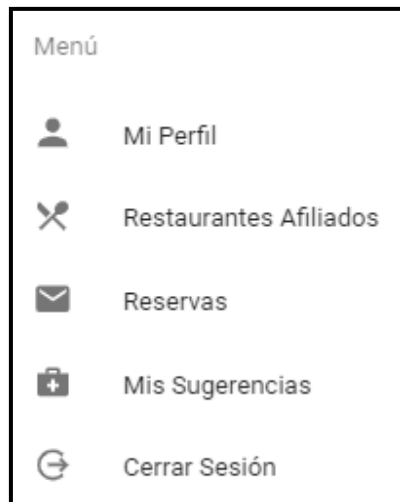 Menú
Mi Perfil
Restaurantes Afiliados
Reservas
Mis Sugerencias
Cerrar Sesión